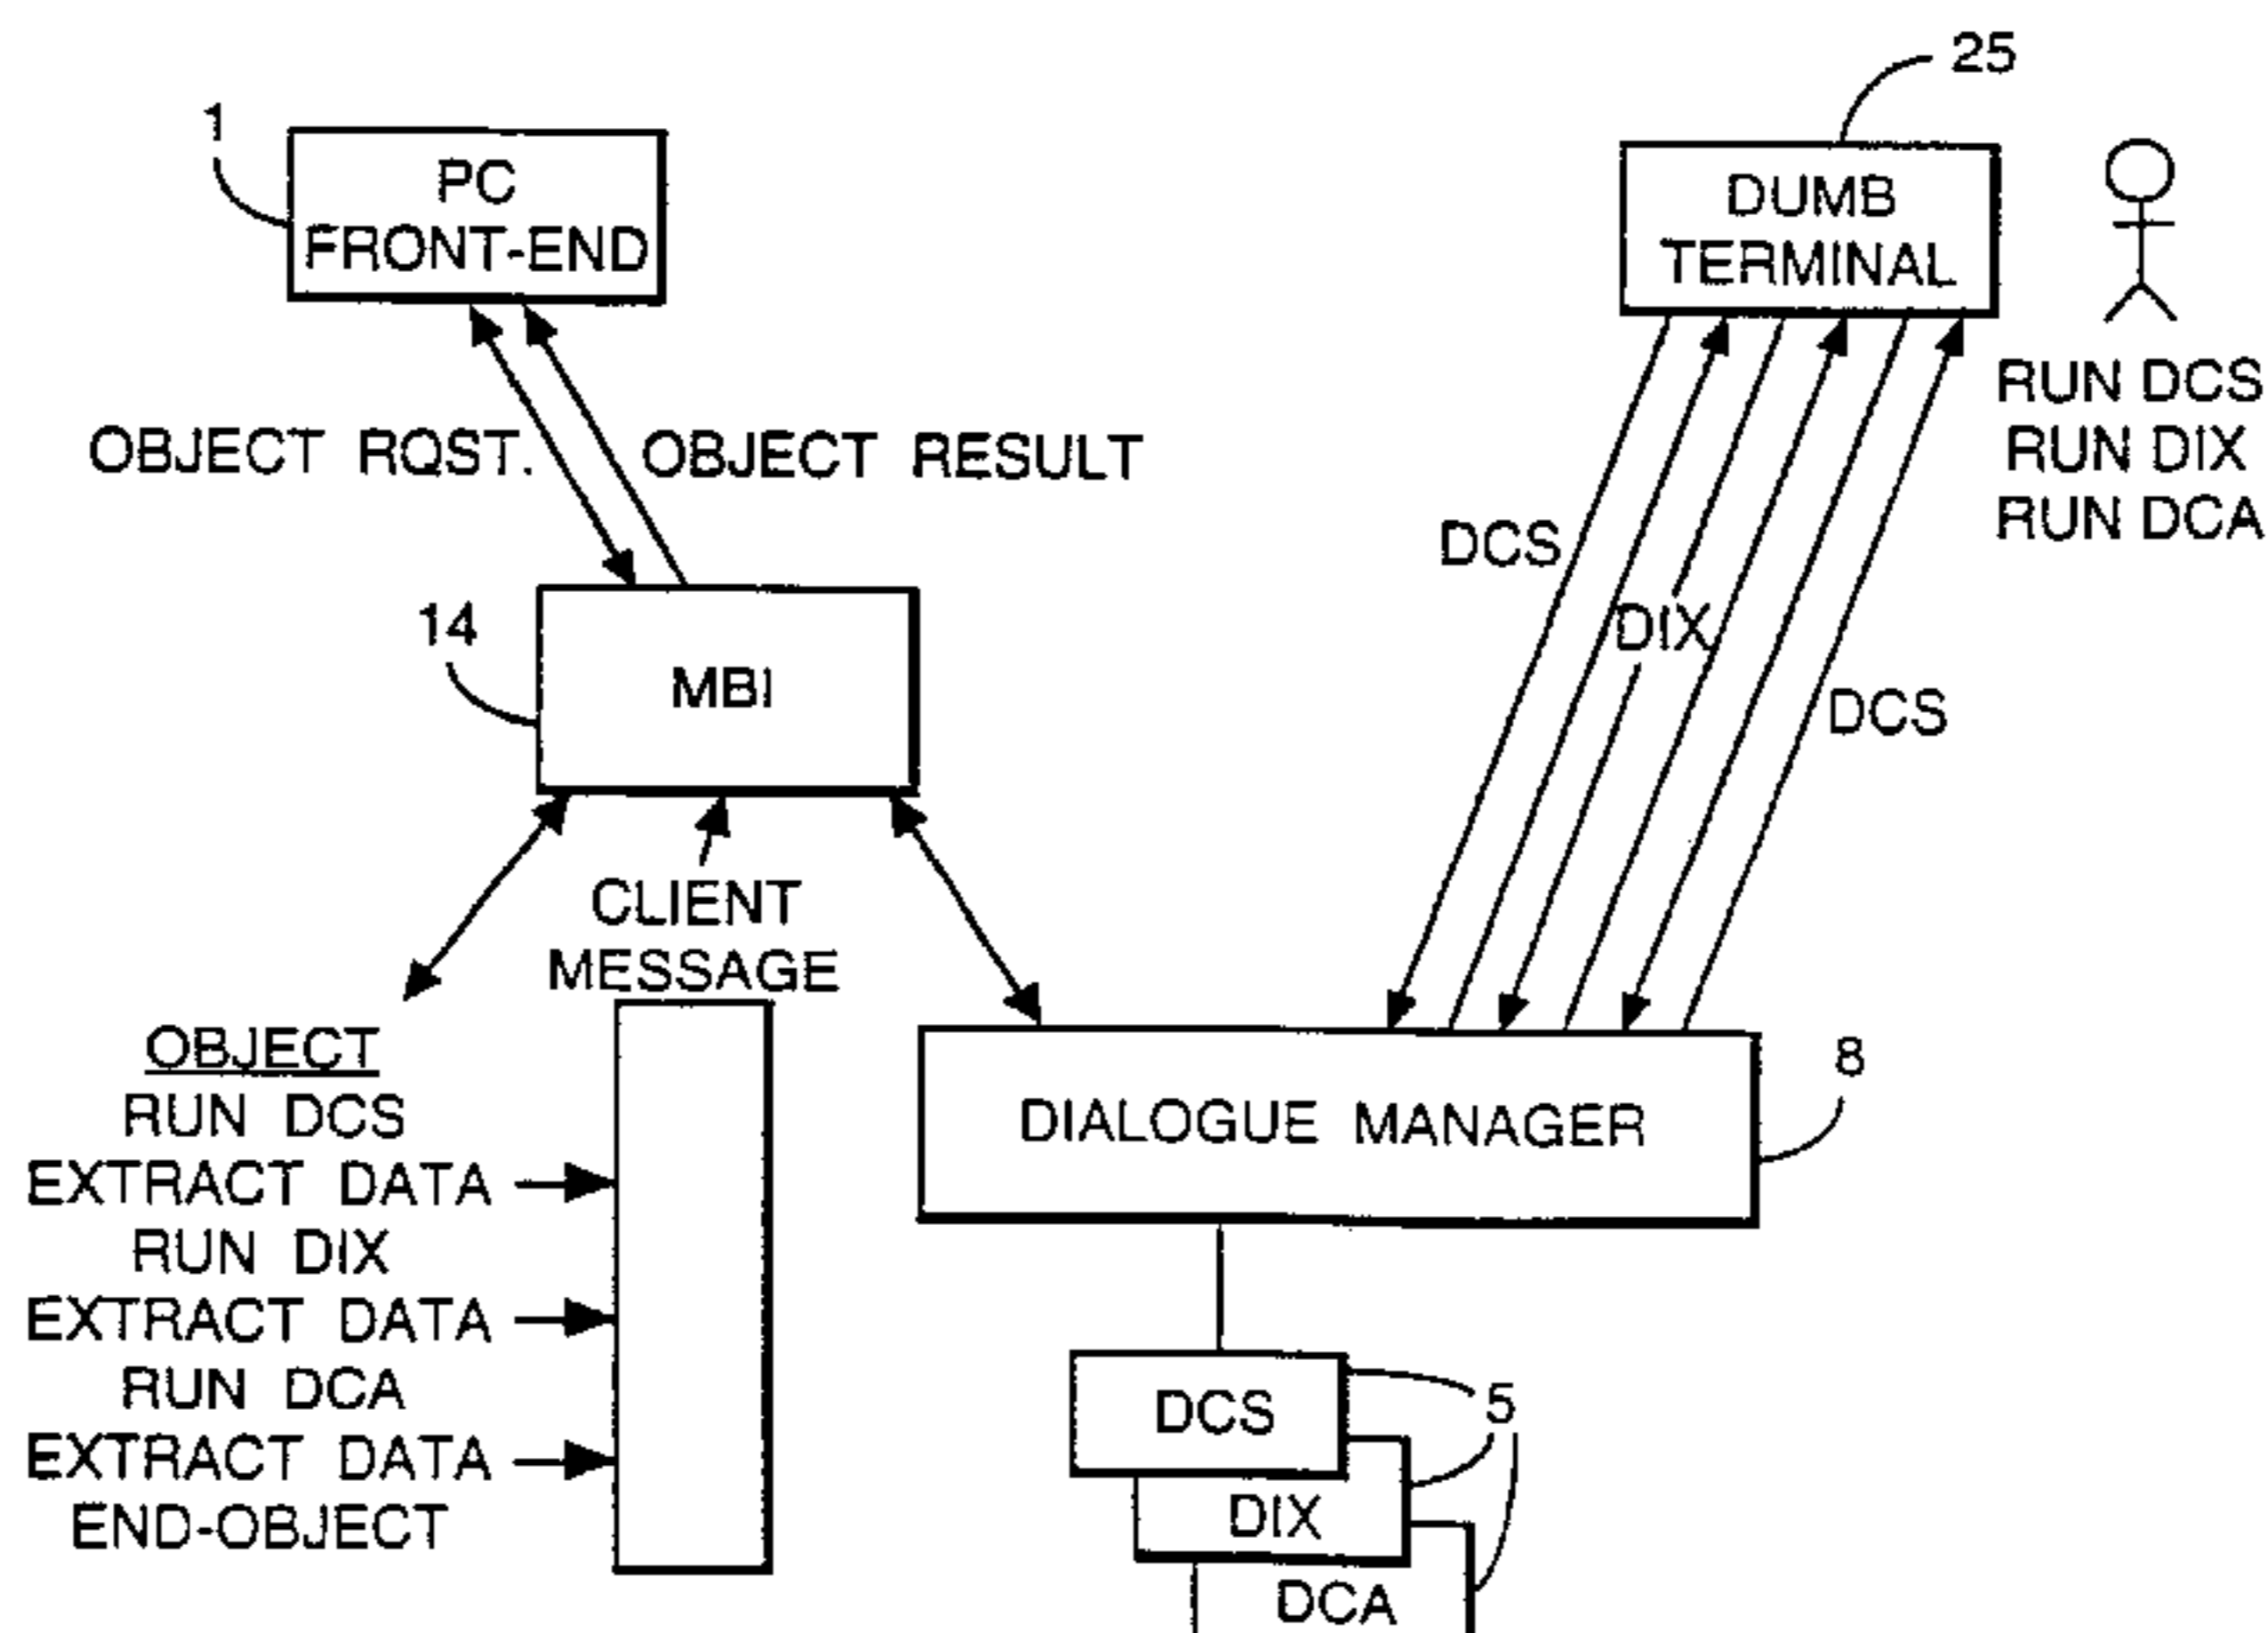 25
1
PC
FRONT-END
DUMB
TERMINAL
RUN DCS
RUN DIX
RUN DCA
OBJECT RQST.
OBJECT RESULT
DCS
DIX
DCS
14
MBI
CLIENT
MESSAGE
OBJECT
RUN DCS
EXTRACT DATA
RUN DIX
EXTRACT DATA
RUN DCA
EXTRACT DATA
END-OBJECT
8
DIALOGUE MANAGER
5
DCS
DIX
DCA